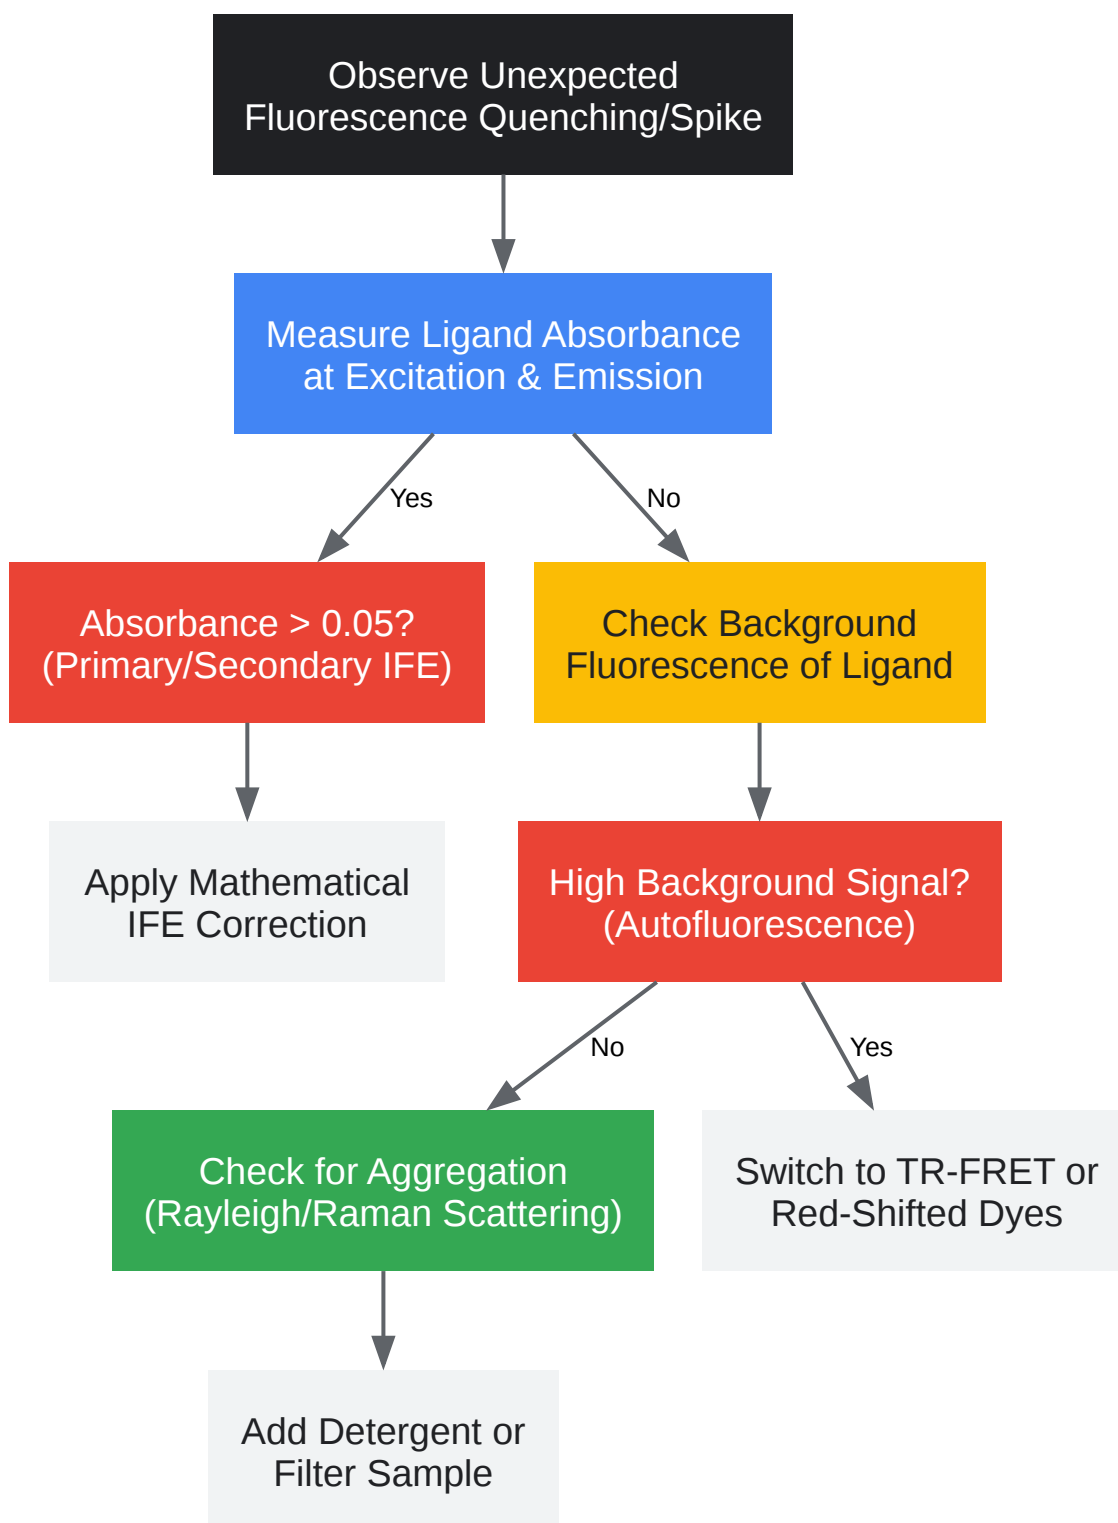 Observe Unexpected
Fluorescence Quenching/Spike
Measure Ligand Absorbance
at Excitation & Emission
Yes
No
Absorbance > 0.05?
(Primary/Secondary IFE)
Check Background
Fluorescence of Ligand
Apply Mathematical
IFE Correction
High Background Signal?
(Autofluorescence)
No
Yes
Check for Aggregation
(Rayleigh/Raman Scattering)
Switch to TR-FRET or
Red-Shifted Dyes
Add Detergent or
Filter Sample